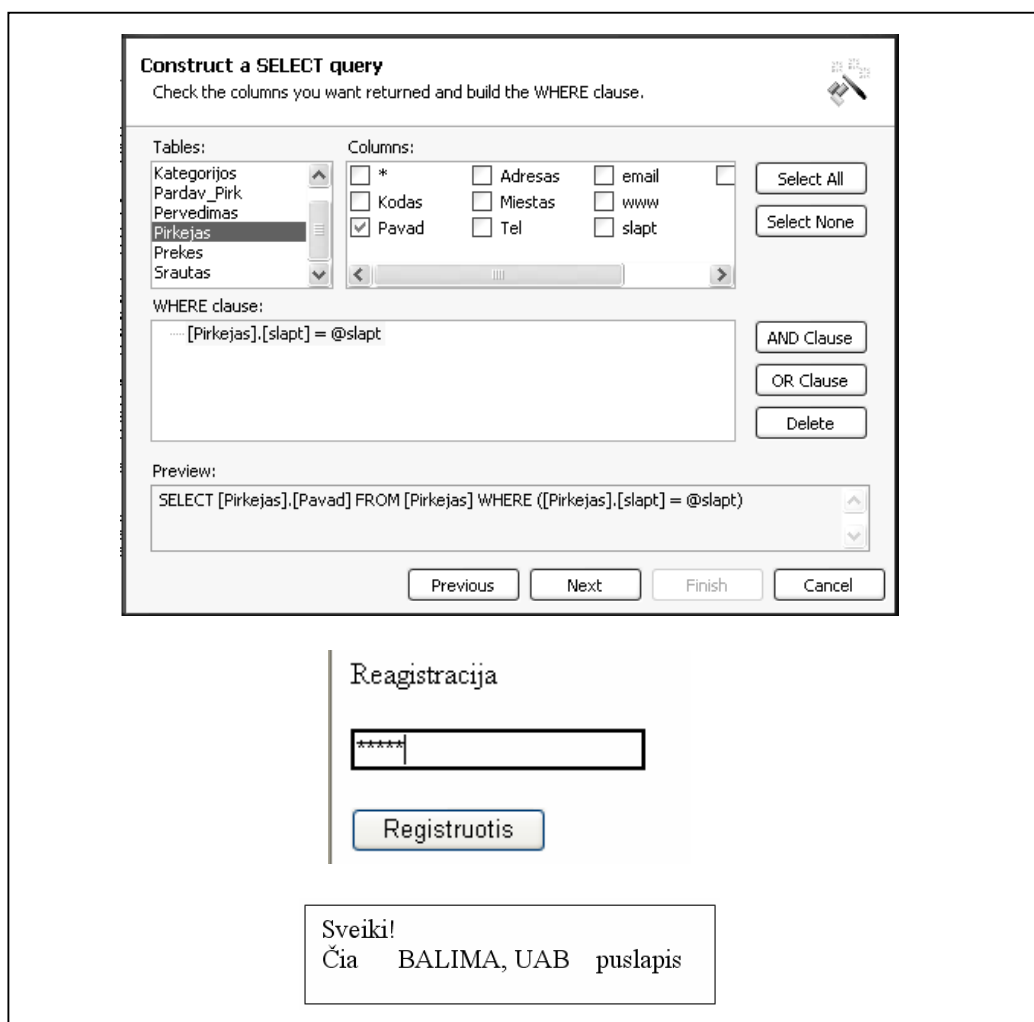 Construct a SELECT query
Check the columns you want returned and build the WHERE clause.
Tables:
Kategorijos
Pardav_Pirk
Pervedimas
Pirkejas
Prekes
Srautas
Columns:
* Adresas email
Kodas Miestas www
Pavad Tel slapt
Select All
Select None
WHERE clause:
[Pirkejas].[slapt] = @slapt
AND Clause
OR Clause
Delete
Preview:
SELECT [Pirkejas].[Pavad] FROM [Pirkejas] WHERE ([Pirkejas].[slapt] = @slapt)
Previous Next Finish Cancel
Reagistracija
*****
Registruotis
Sveiki!
Čia BALIMA, UAB puslapis